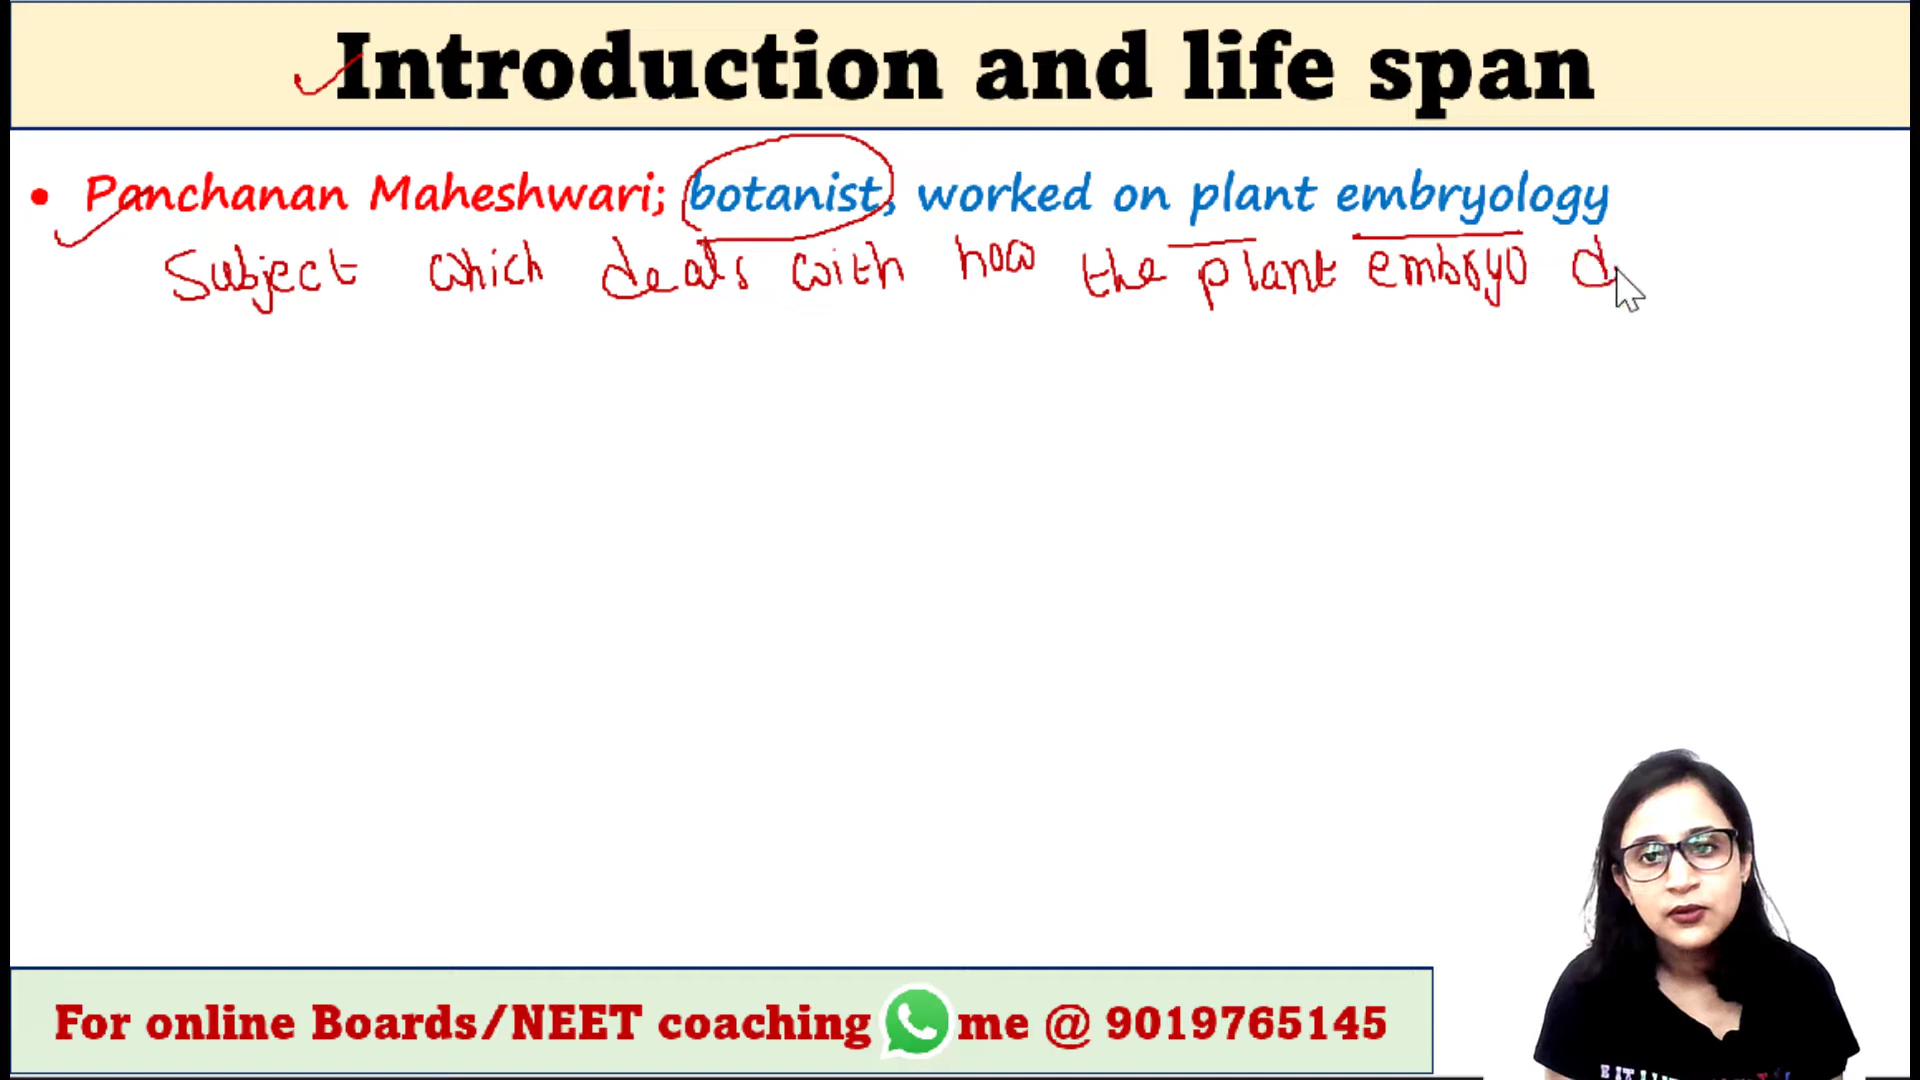 Introduction and life span
• Panchanan Maheshwari; botanist, worked on plant embryology
Subject which deals with how the plant embryo d
For online Boards/NEET coaching me @ 9019765145